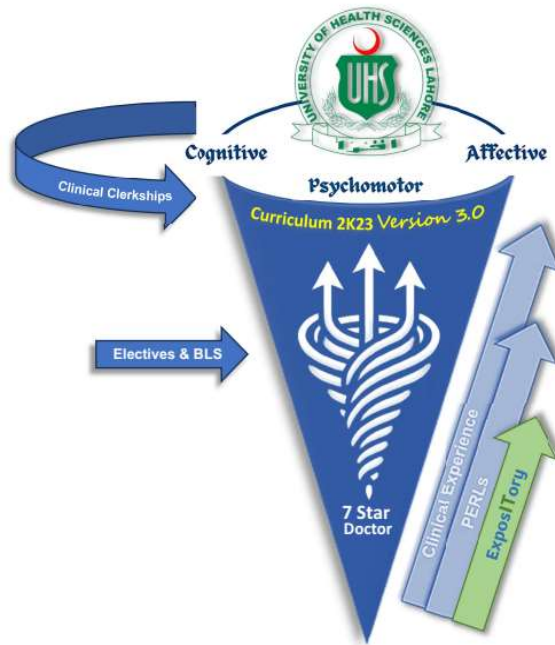 UNIVERSITY OF HEALTH SCIENCES LAHORE
UHS
Cognitive
Affective
Psychomotor
Clinical Clerkships
Curriculum 2K23 Version 3.0
Electives & BLS
7 Star
Doctor
Clinical Experience
PERLs
ExposITory